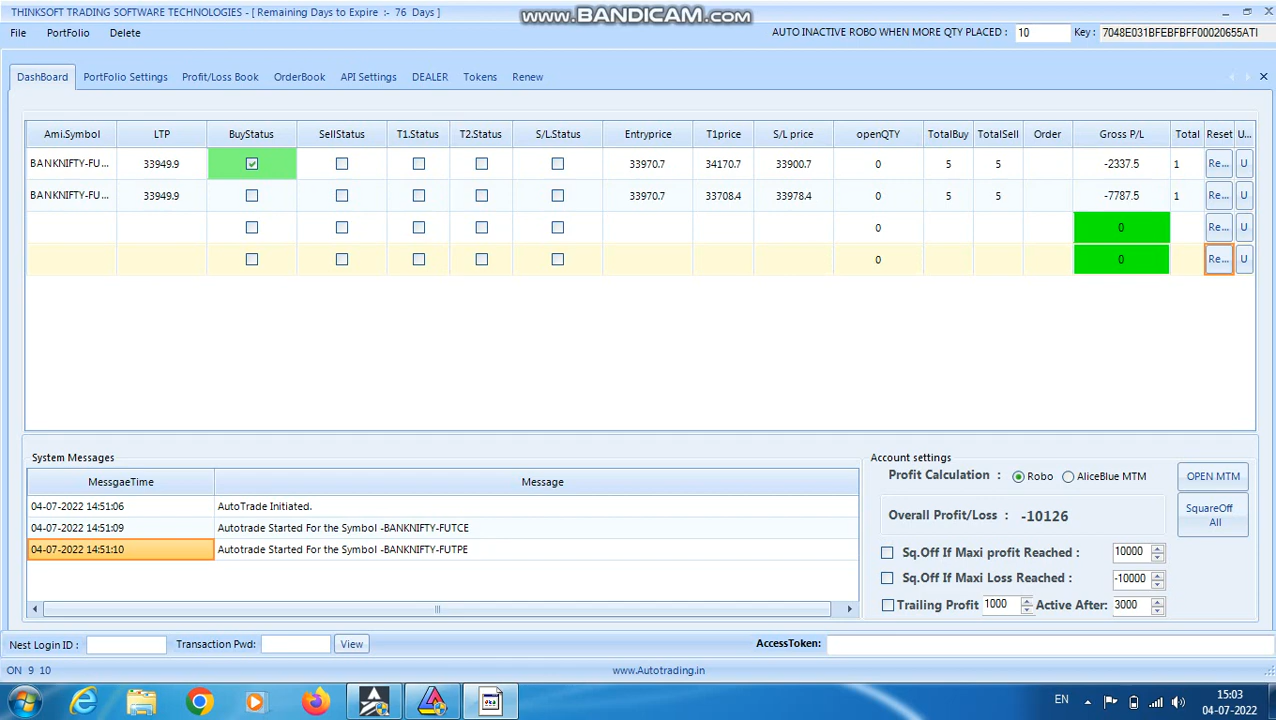 THINKSOFT TRADING SOFTWARE TECHNOLOGIES - [ Remaining Days to Expire :- 76 Days ]
www.BANDICAM.com
File PortFolio Delete
AUTO INACTIVE ROBO WHEN MORE QTY PLACED : 10 Key : 7048E031BFEBFBFF00020655ATI
DashBoard PortFolio Settings Profit/Loss Book OrderBook API Settings DEALER Tokens Renew
Ami.Symbol LTP BuyStatus SellStatus T1.Status T2.Status S/L.Status Entryprice T1price S/L price openQTY TotalBuy TotalSell Order Gross P/L Total Reset U...
BANKNIFTY-FU... 33949.9 33970.7 34170.7 33900.7 0 5 5 -2337.5 1 Re... U
BANKNIFTY-FU... 33949.9 33970.7 33708.4 33978.4 0 5 5 -7787.5 1 Re... U
0 0 Re... U
0 0 Re... U
System Messages
MessgaeTime Message
04-07-2022 14:51:06 AutoTrade Initiated.
04-07-2022 14:51:09 Autotrade Started For the Symbol -BANKNIFTY-FUTCE
04-07-2022 14:51:10 Autotrade Started For the Symbol -BANKNIFTY-FUTPE
Account settings
Profit Calculation : Robo AliceBlue MTM OPEN MTM
Overall Profit/Loss : -10126 SquareOff All
Sq.Off If Maxi profit Reached : 10000
Sq.Off If Maxi Loss Reached : -10000
Trailing Profit 1000 Active After: 3000
Nest Login ID : Transaction Pwd: View AccessToken:
ON 9 10 www.Autotrading.in
EN 15:03
04-07-2022